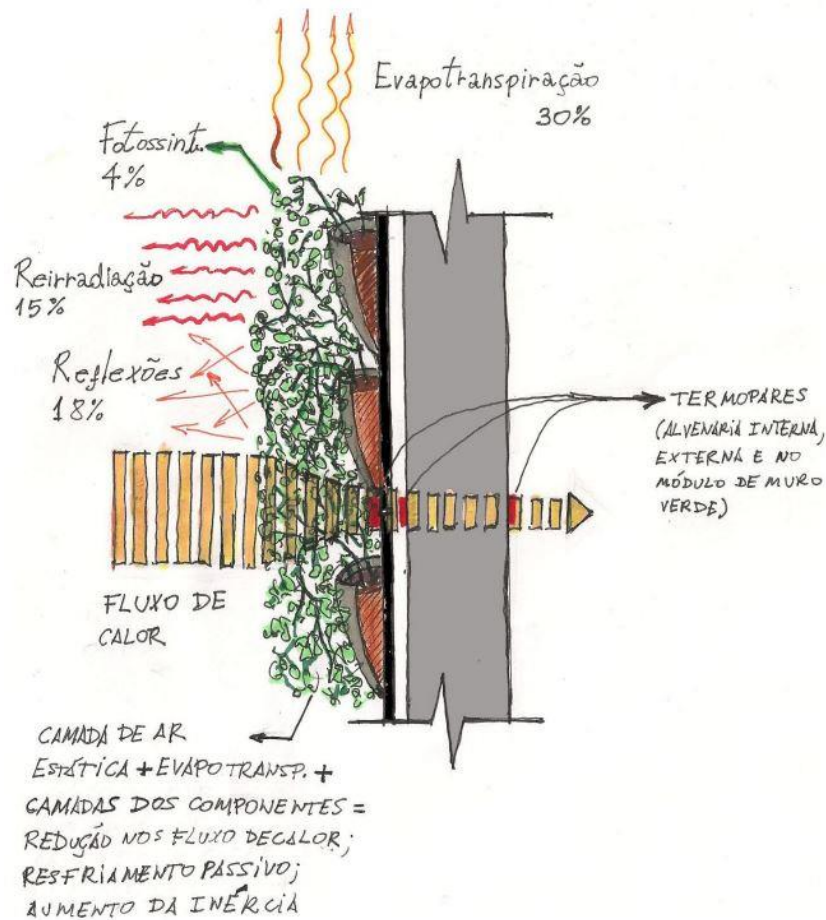 Evapotranspiração
30%
Fotossint.
4%
Reirradiação
15%
Reflexões
18%
TERMOPARES
(ALVENARIA INTERNA,
EXTERNA E NO
MÓDULO DE MURO
VERDE)
FLUXO DE
CALOR
CAMADA DE AR
ESTÁTICA + EVAPOTRANSP. +
CAMADAS DOS COMPONENTES =
REDUÇÃO NOS FLUXO DE CALOR;
RESFRIAMENTO PASSIVO;
AUMENTO DA INÉRCIA